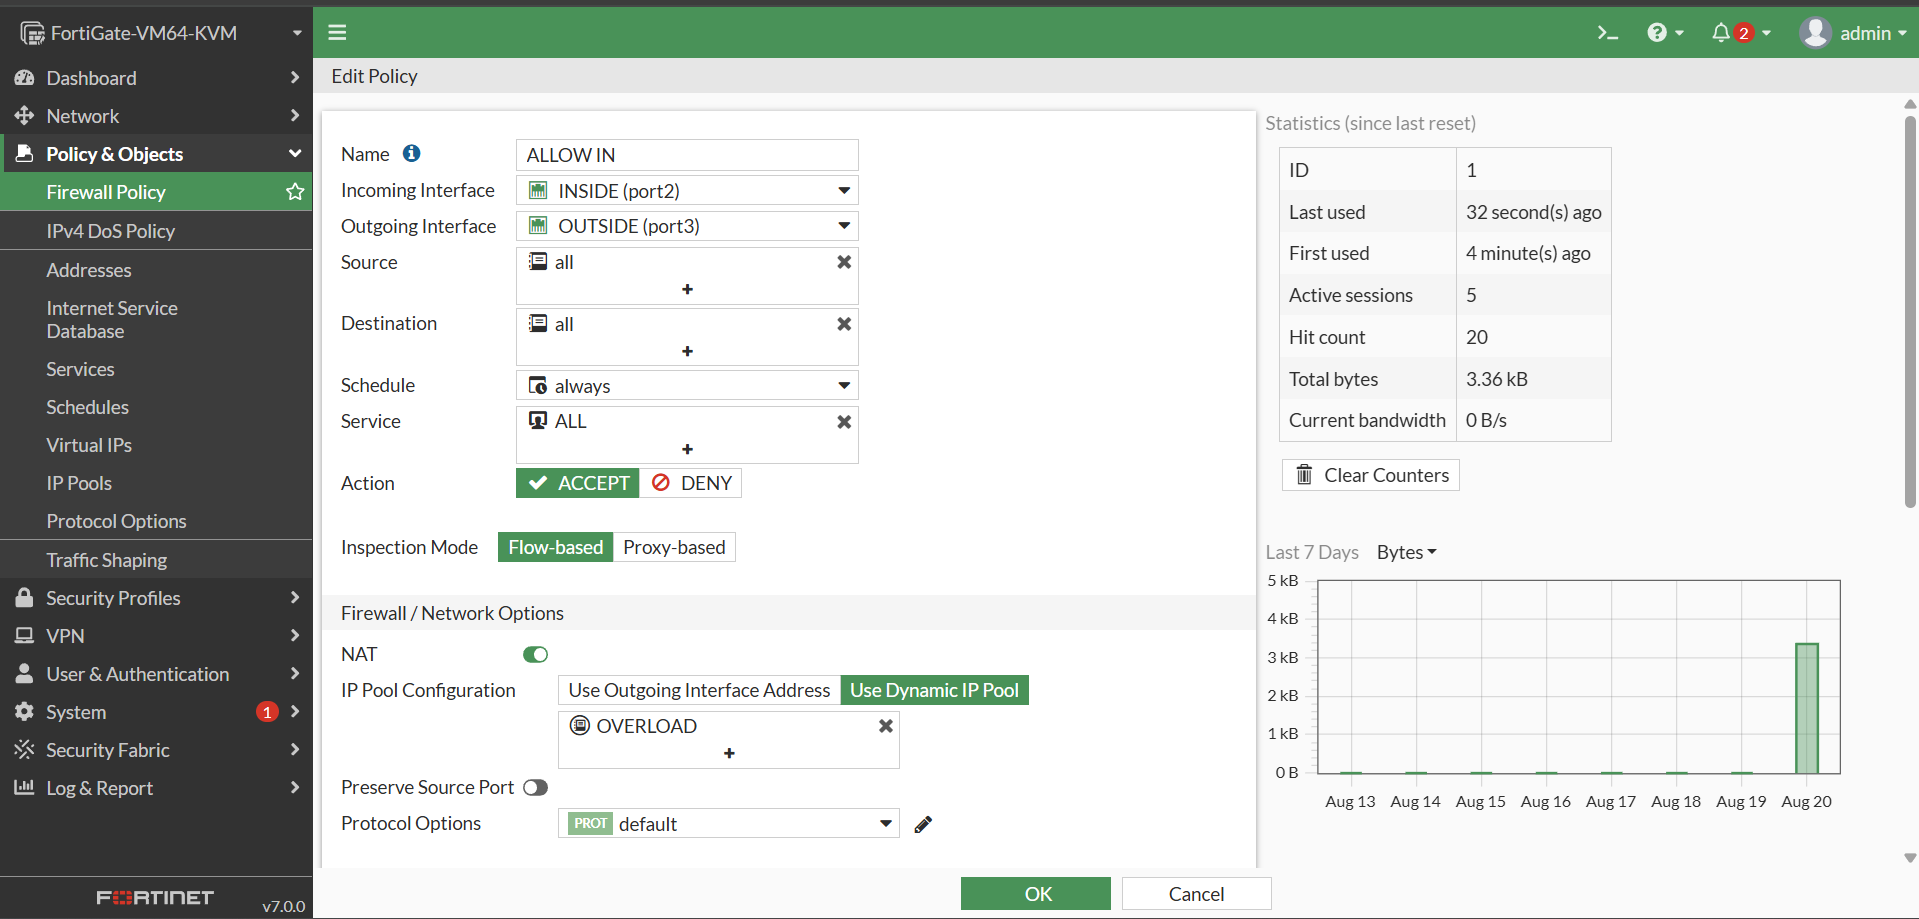 FortiGate-VM64-KVM
Dashboard
Network
Policy & Objects
Firewall Policy
IPv4 DoS Policy
Addresses
Internet Service
Database
Services
Schedules
Virtual IPs
IP Pools
Protocol Options
Traffic Shaping
Security Profiles
VPN
User & Authentication
System 1
Security Fabric
Log & Report
FORTINET v7.0.0
>_ ? 2 admin
Edit Policy
Name ALLOW IN
Incoming Interface INSIDE (port2)
Outgoing Interface OUTSIDE (port3)
Source all
+
Destination all
+
Schedule always
Service ALL
+
Action ACCEPT DENY
Inspection Mode Flow-based Proxy-based
Firewall / Network Options
NAT
IP Pool Configuration Use Outgoing Interface Address Use Dynamic IP Pool
OVERLOAD
+
Preserve Source Port
Protocol Options PROT default
OK Cancel
Statistics (since last reset)
ID 1
Last used 32 second(s) ago
First used 4 minute(s) ago
Active sessions 5
Hit count 20
Total bytes 3.36 kB
Current bandwidth 0 B/s
Clear Counters
Last 7 Days Bytes
5 kB
4 kB
3 kB
2 kB
1 kB
0 B
Aug 13 Aug 14 Aug 15 Aug 16 Aug 17 Aug 18 Aug 19 Aug 20